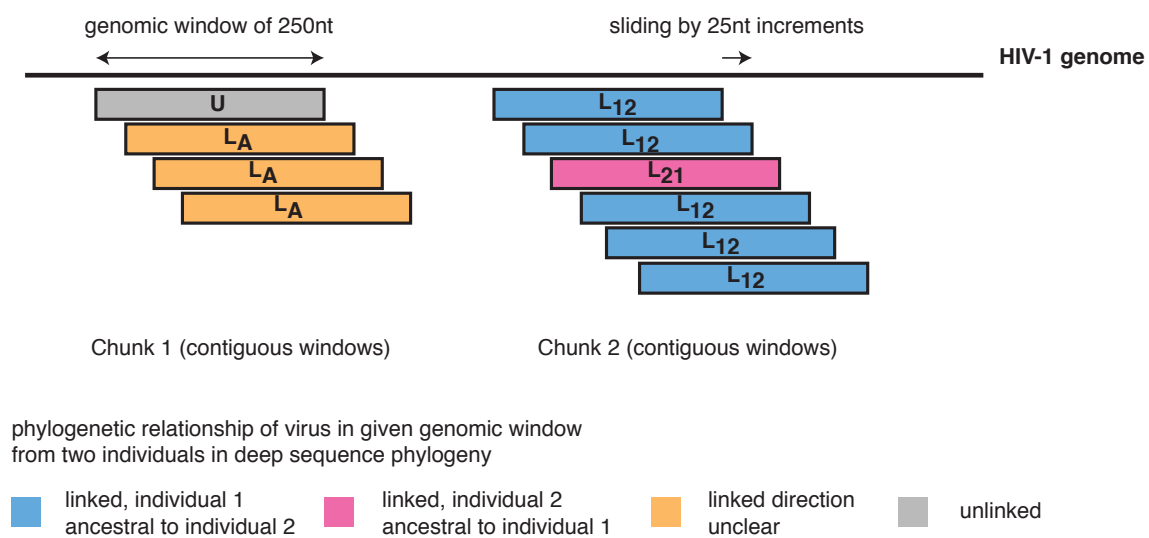 genomic window of 250nt
sliding by 25nt increments
HIV-1 genome
U
LA
LA
LA
L12
L12
L21
L12
L12
L12
Chunk 1 (contiguous windows)
Chunk 2 (contiguous windows)
phylogenetic relationship of virus in given genomic window
from two individuals in deep sequence phylogeny
linked, individual 1
ancestral to individual 2
linked, individual 2
ancestral to individual 1
linked direction
unclear
unlinked